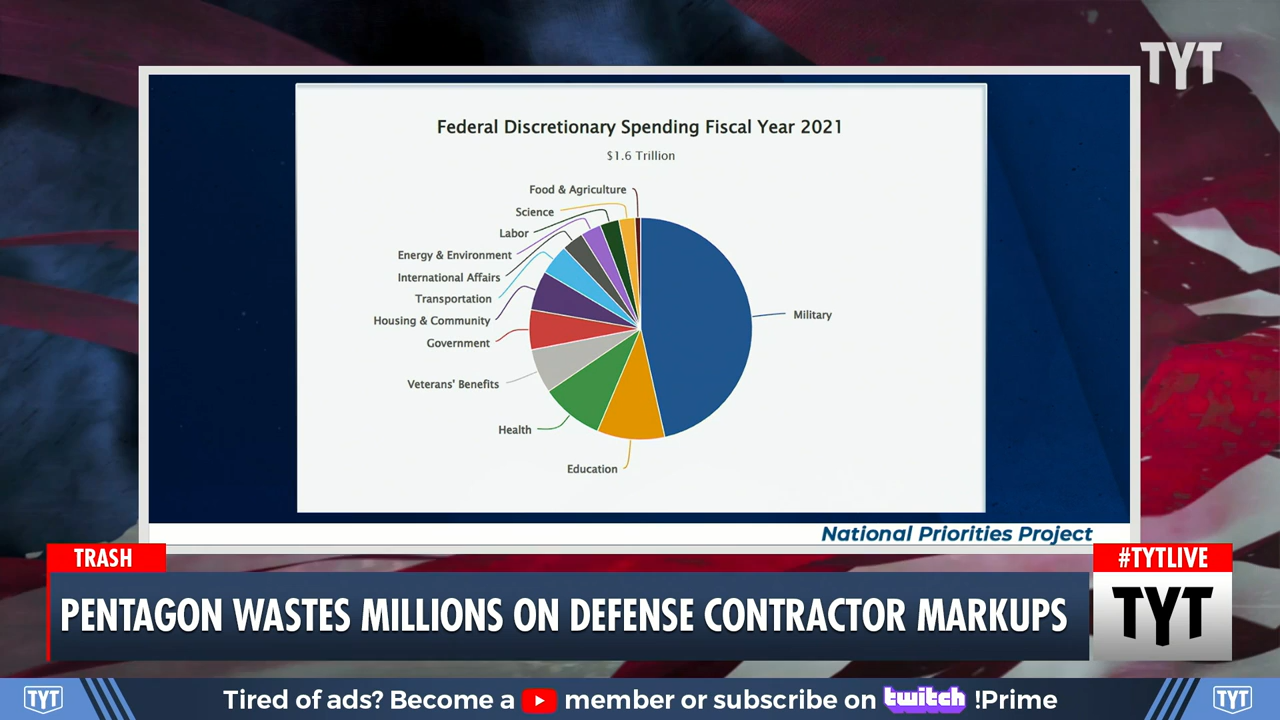 TYT
Federal Discretionary Spending Fiscal Year 2021
$1.6 Trillion
Food & Agriculture
Science
Labor
Energy & Environment
International Affairs
Transportation
Housing & Community
Government
Veterans' Benefits
Health
Education
Military
National Priorities Project
TRASH
#TYTLIVE
PENTAGON WASTES MILLIONS ON DEFENSE CONTRACTOR MARKUPS
TYT
TYT
Tired of ads? Become a member or subscribe on twitch !Prime
TYT